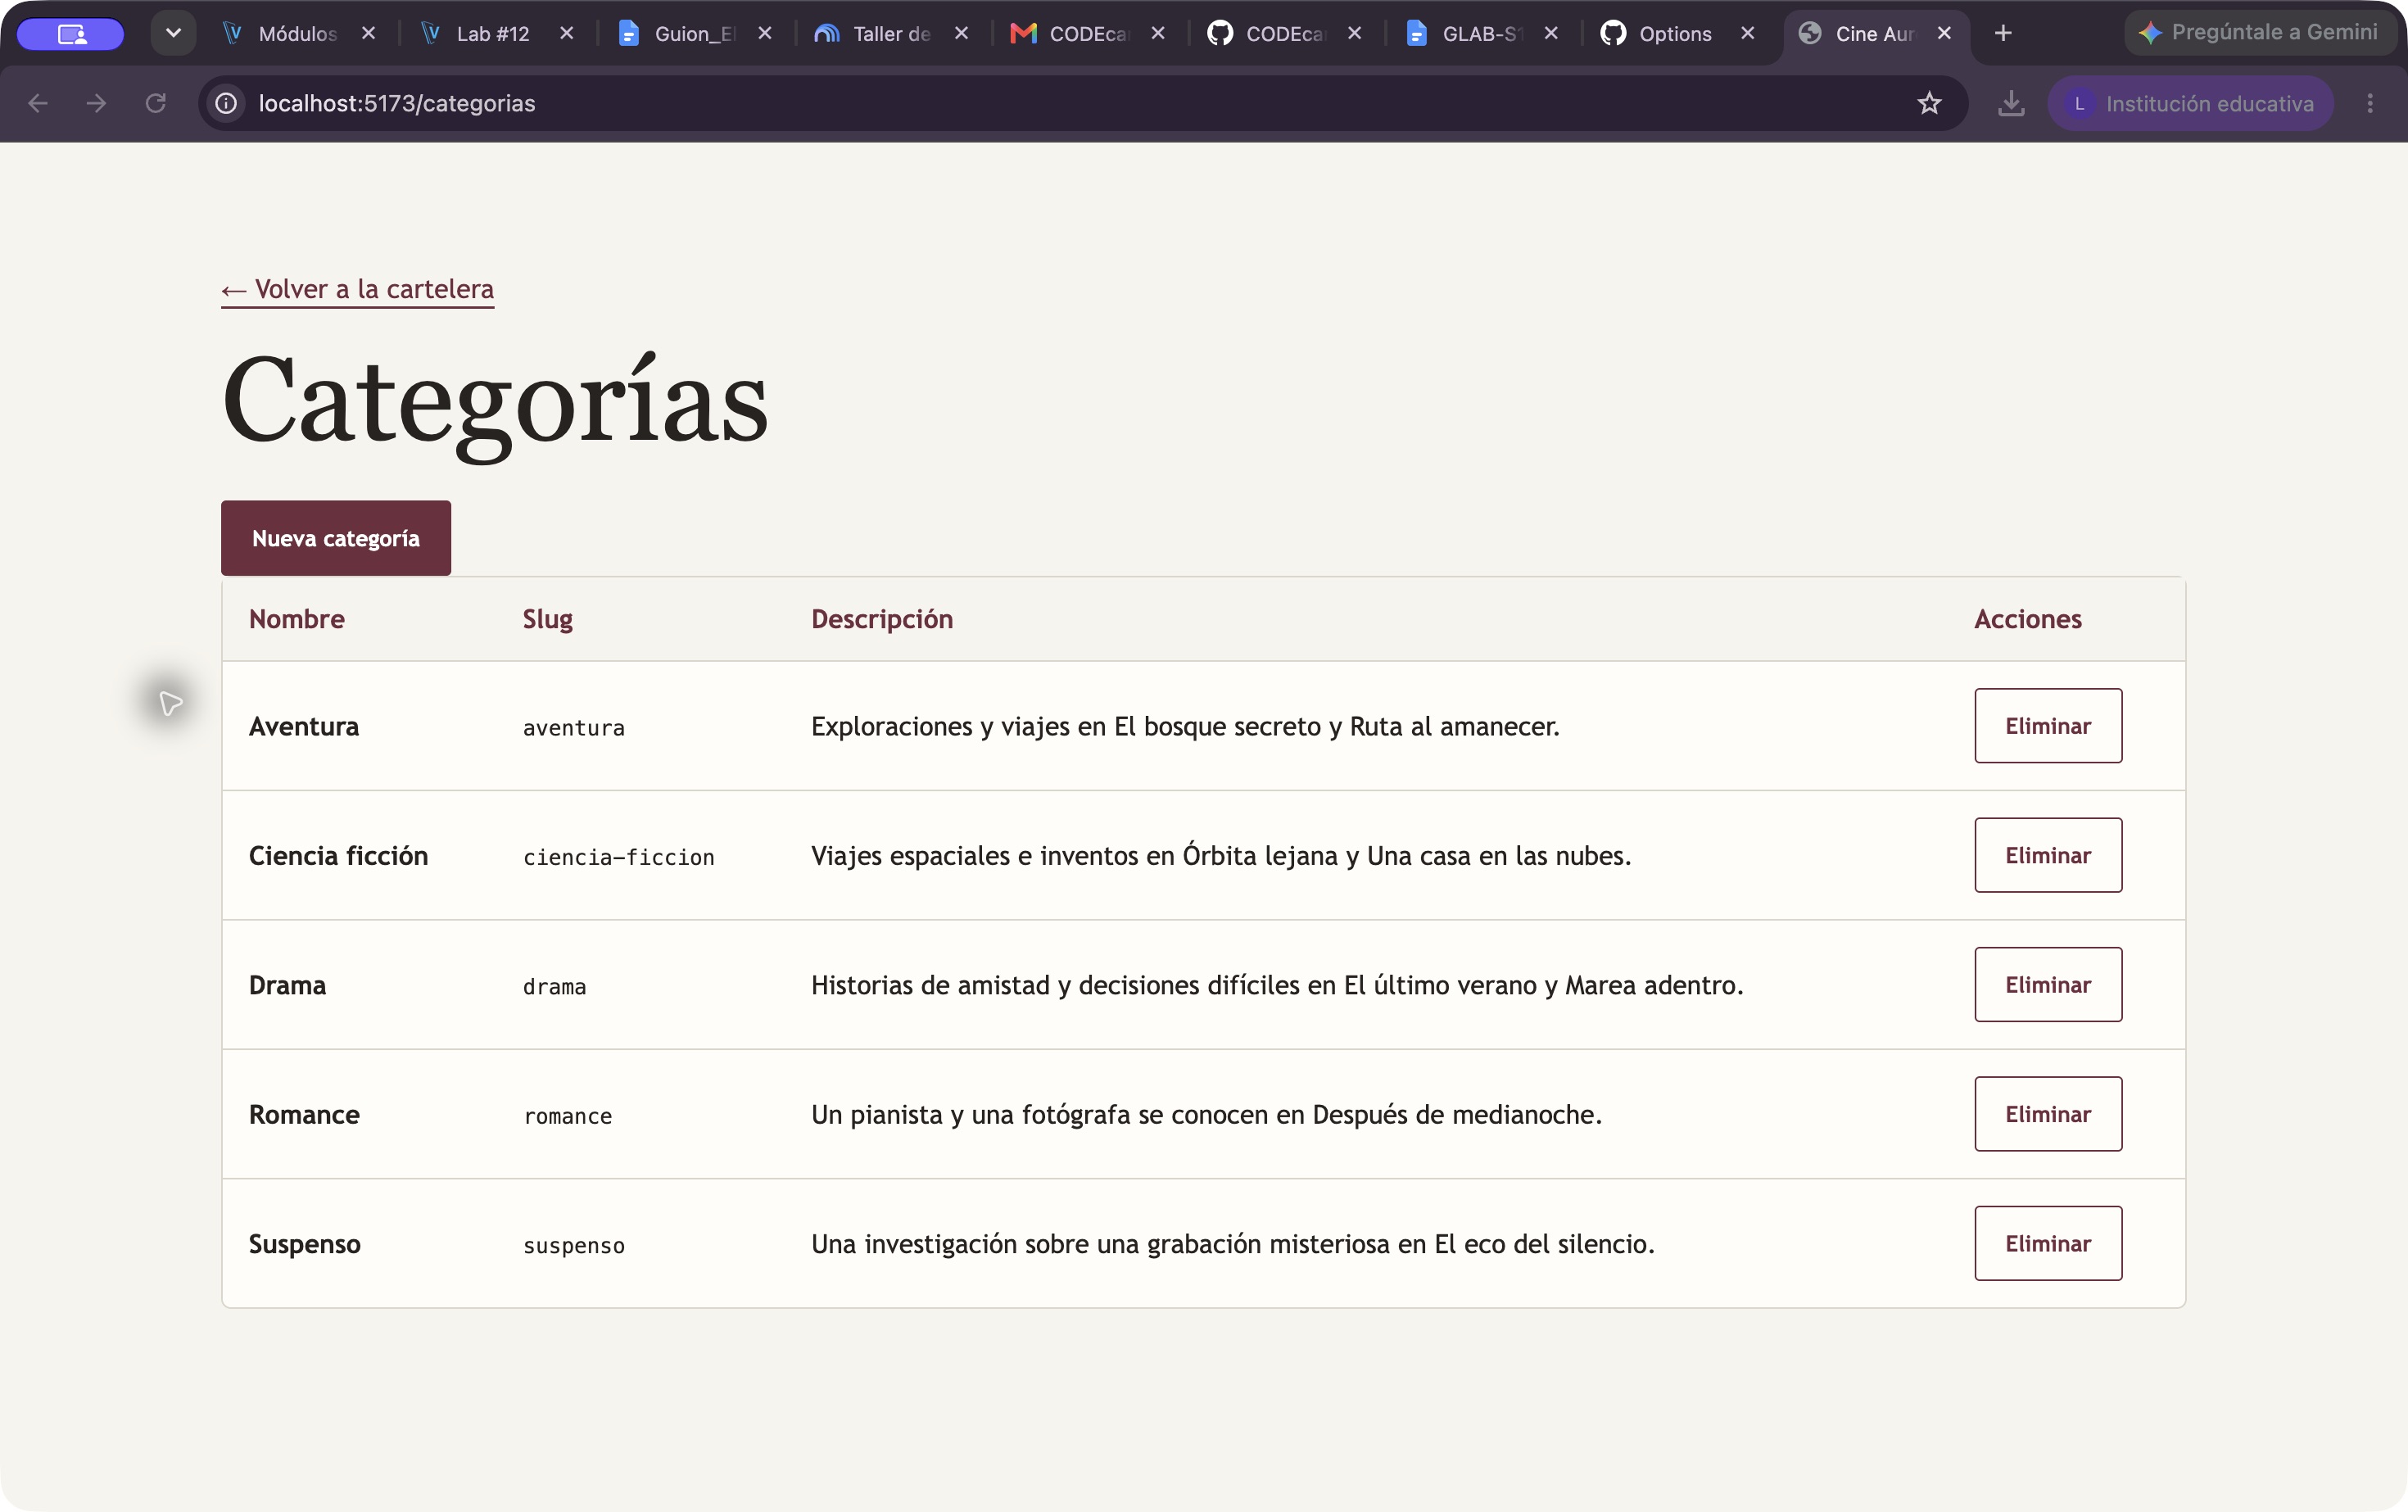 Módulos
Lab #12
Guion_El
Taller de
CODEcar
CODEcar
GLAB-S1
Options
Cine Aur
Pregúntale a Gemini
localhost:5173/categorias
L
Institución educativa
← Volver a la cartelera
Categorías
Nueva categoría
Nombre Slug Descripción Acciones
Aventura aventura Exploraciones y viajes en El bosque secreto y Ruta al amanecer. Eliminar
Ciencia ficción ciencia-ficcion Viajes espaciales e inventos en Órbita lejana y Una casa en las nubes. Eliminar
Drama drama Historias de amistad y decisiones difíciles en El último verano y Marea adentro. Eliminar
Romance romance Un pianista y una fotógrafa se conocen en Después de medianoche. Eliminar
Suspenso suspenso Una investigación sobre una grabación misteriosa en El eco del silencio. Eliminar